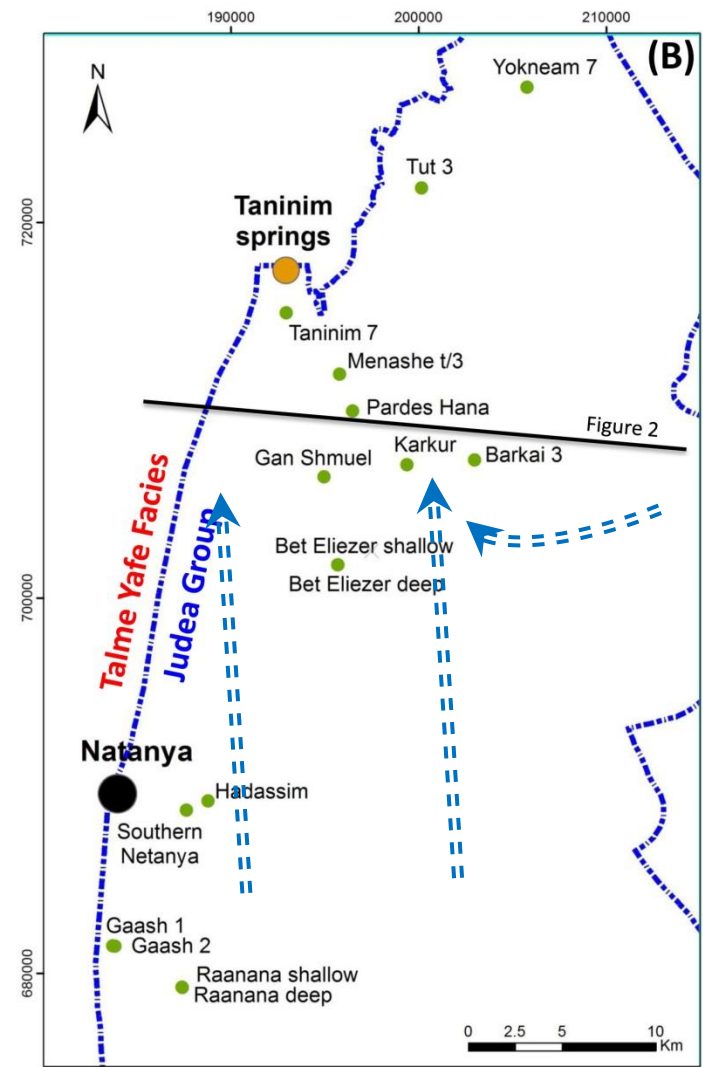 190000
200000
210000
(B)
N
Yokneam 7
Tut 3
720000
Taninim
springs
Taninim 7
Menashe t/3
Pardes Hana
Figure 2
Gan Shmuel
Karkur
Barkai 3
Talme Yafe Facies
Judea Group
Bet Eliezer shallow
Bet Eliezer deep
700000
Natanya
Hadassim
Southern
Netanya
Gaash 1
Gaash 2
680000
Raanana shallow
Raanana deep
0 2.5 5 10
Km